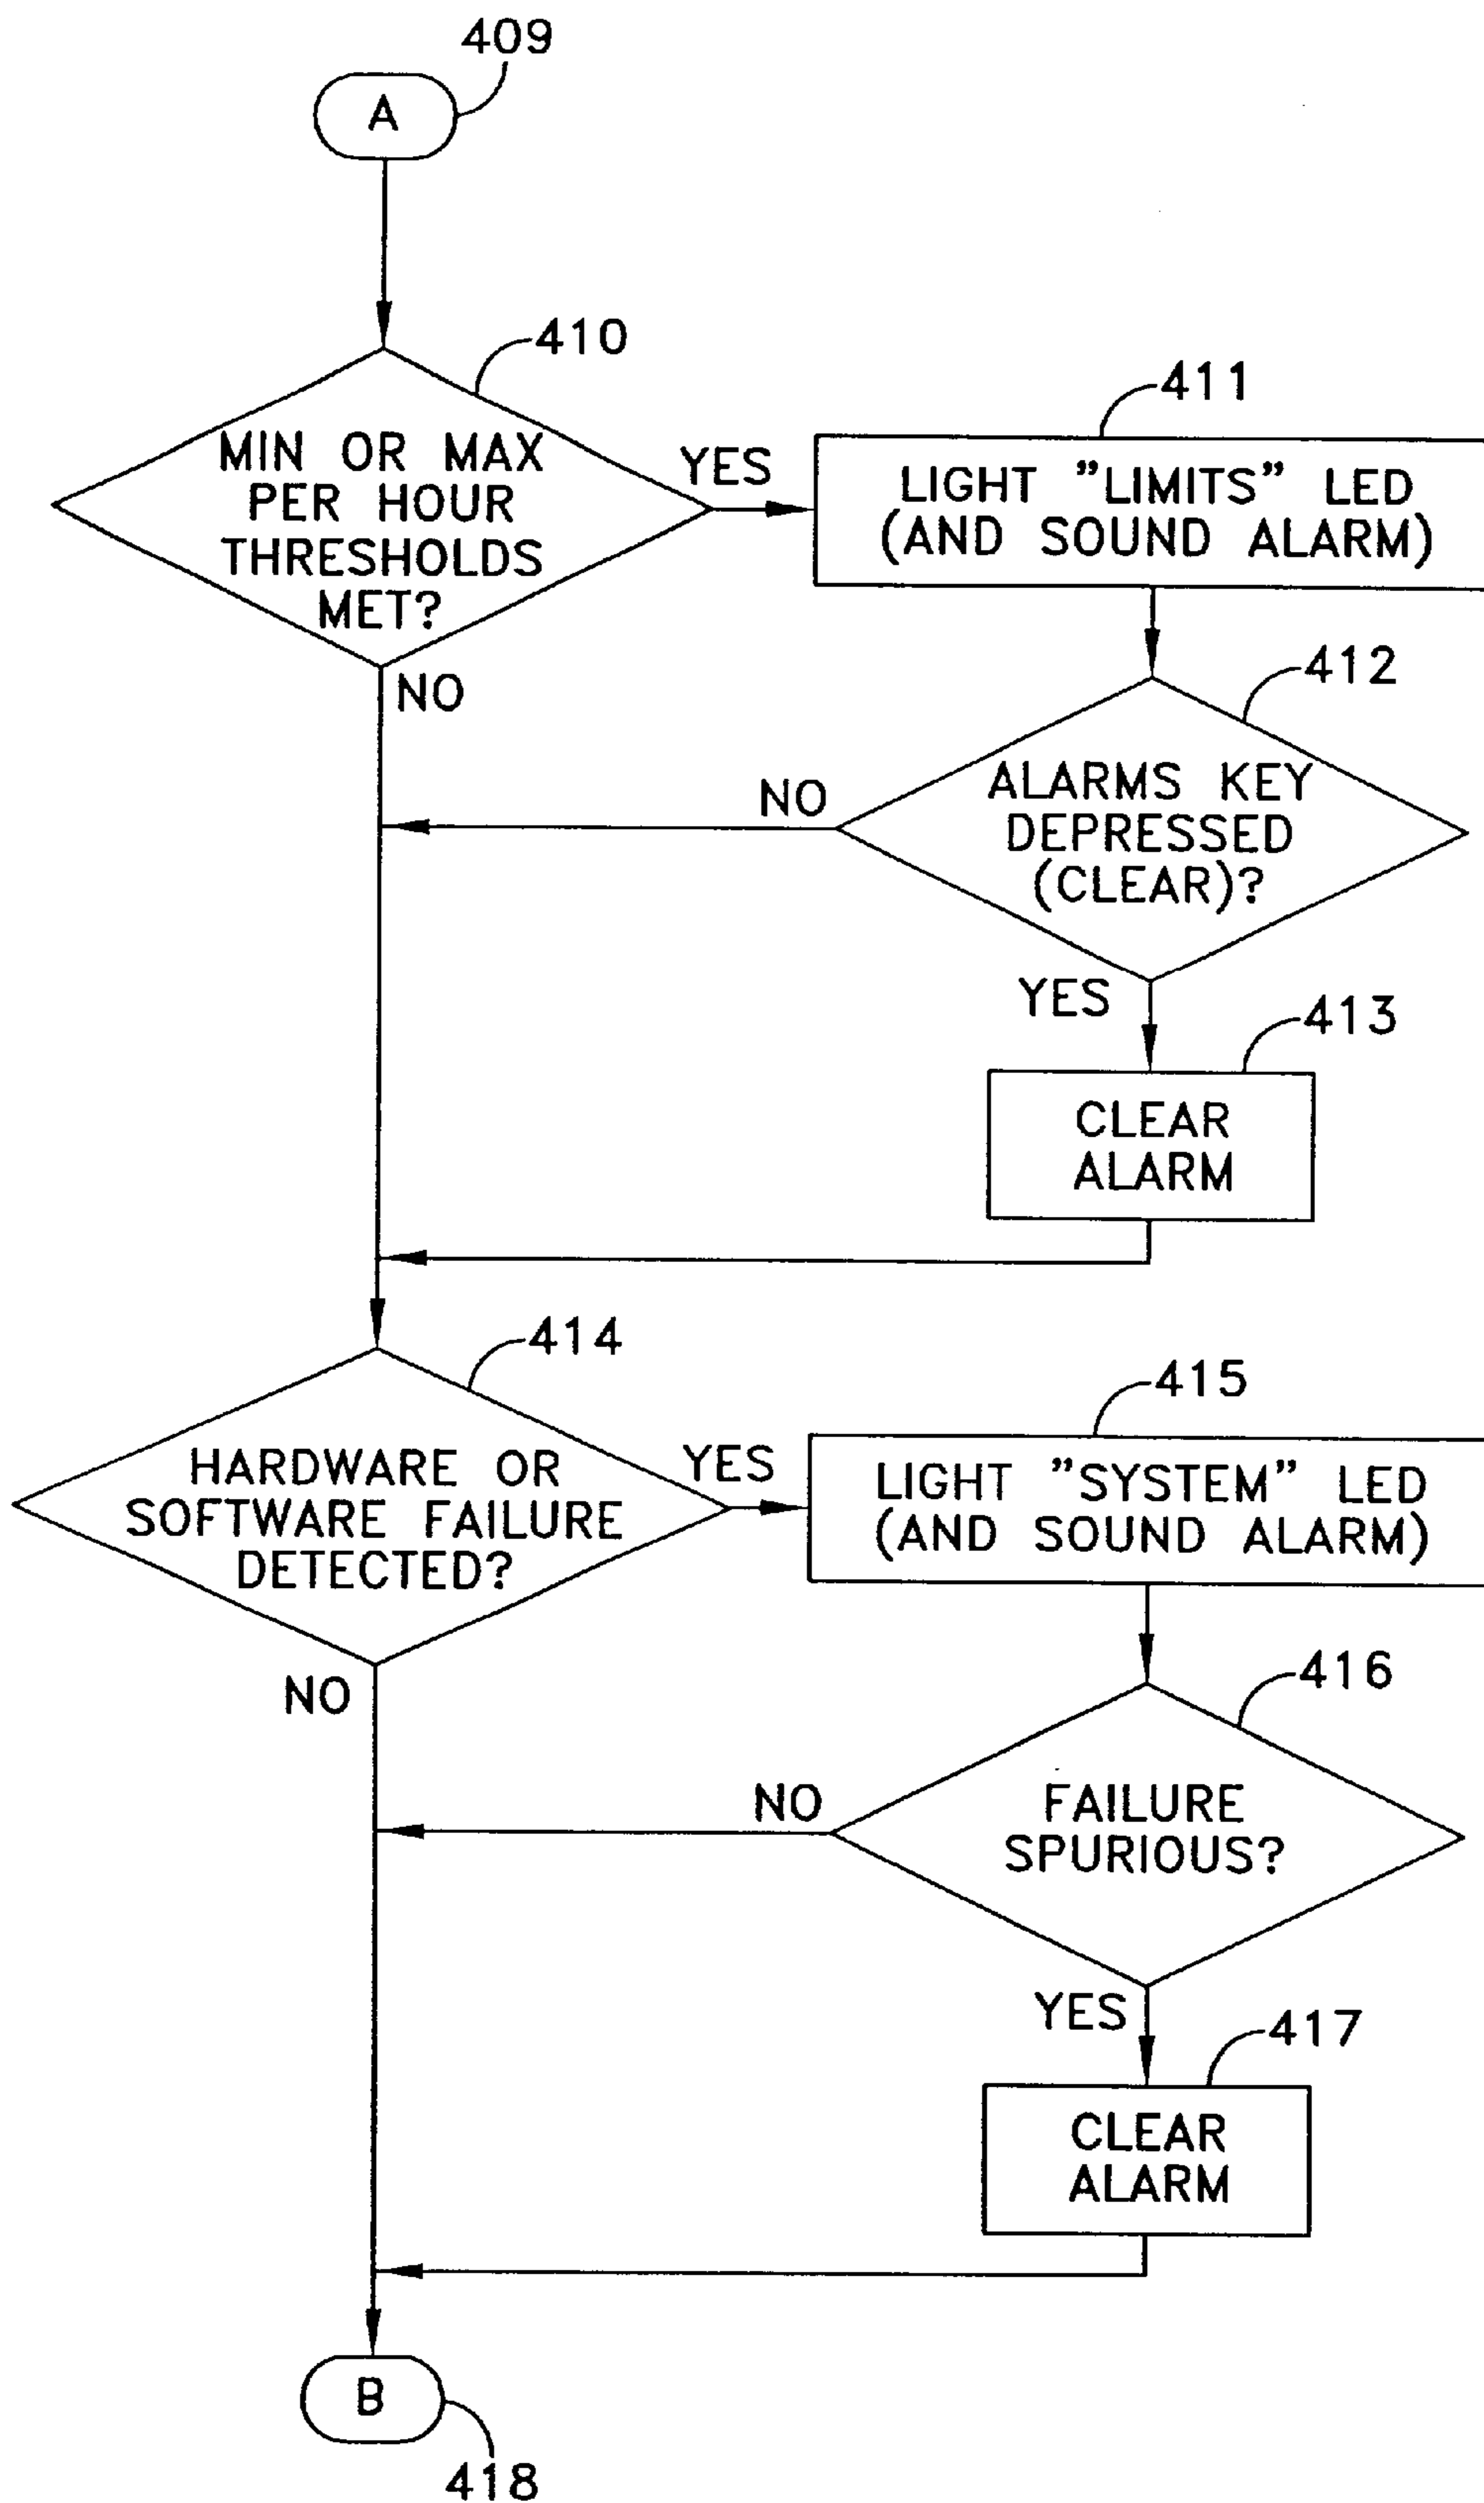 409
A
410
MIN OR MAX
PER HOUR
THRESHOLDS
MET?
YES
NO
411
LIGHT "LIMITS" LED
(AND SOUND ALARM)
412
ALARMS KEY
DEPRESSED
(CLEAR)?
NO
YES
413
CLEAR
ALARM
414
HARDWARE OR
SOFTWARE FAILURE
DETECTED?
YES
NO
415
LIGHT "SYSTEM" LED
(AND SOUND ALARM)
416
FAILURE
SPURIOUS?
NO
YES
417
CLEAR
ALARM
B
418